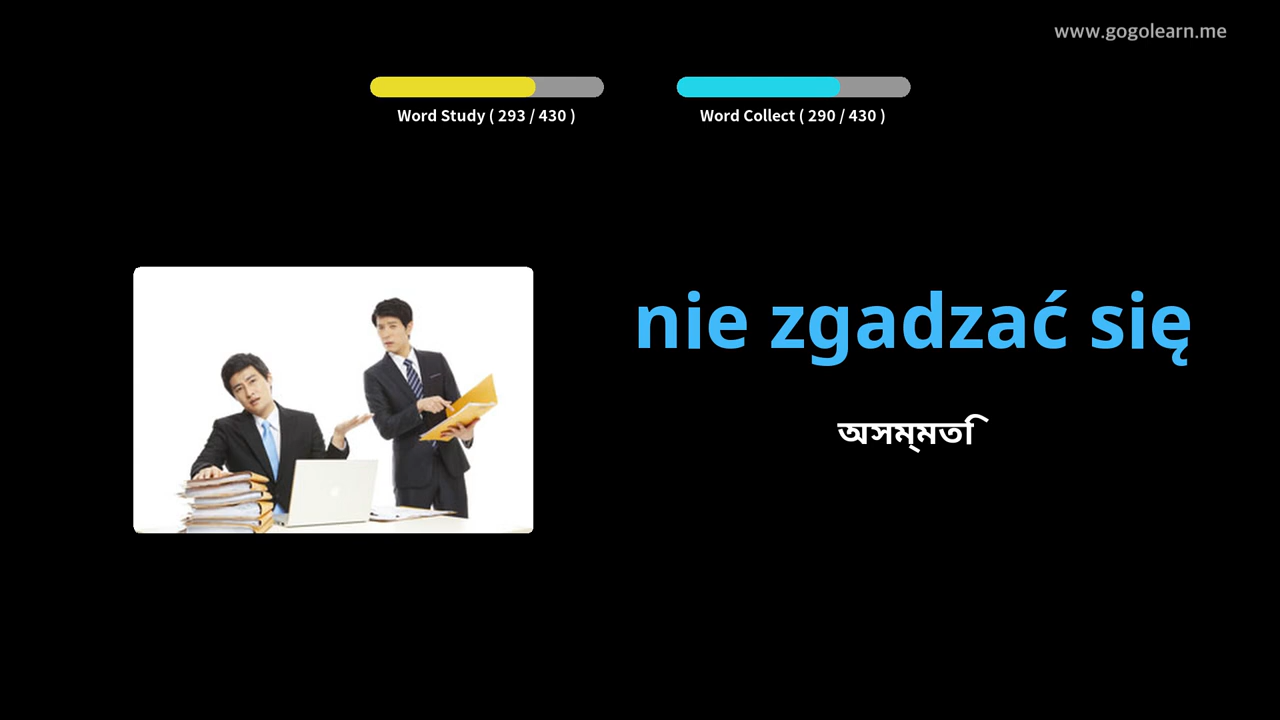 www.gogolearn.me
Word Study ( 293 / 430 )
Word Collect ( 290 / 430 )
nie zgadzać się
অসম্মতি